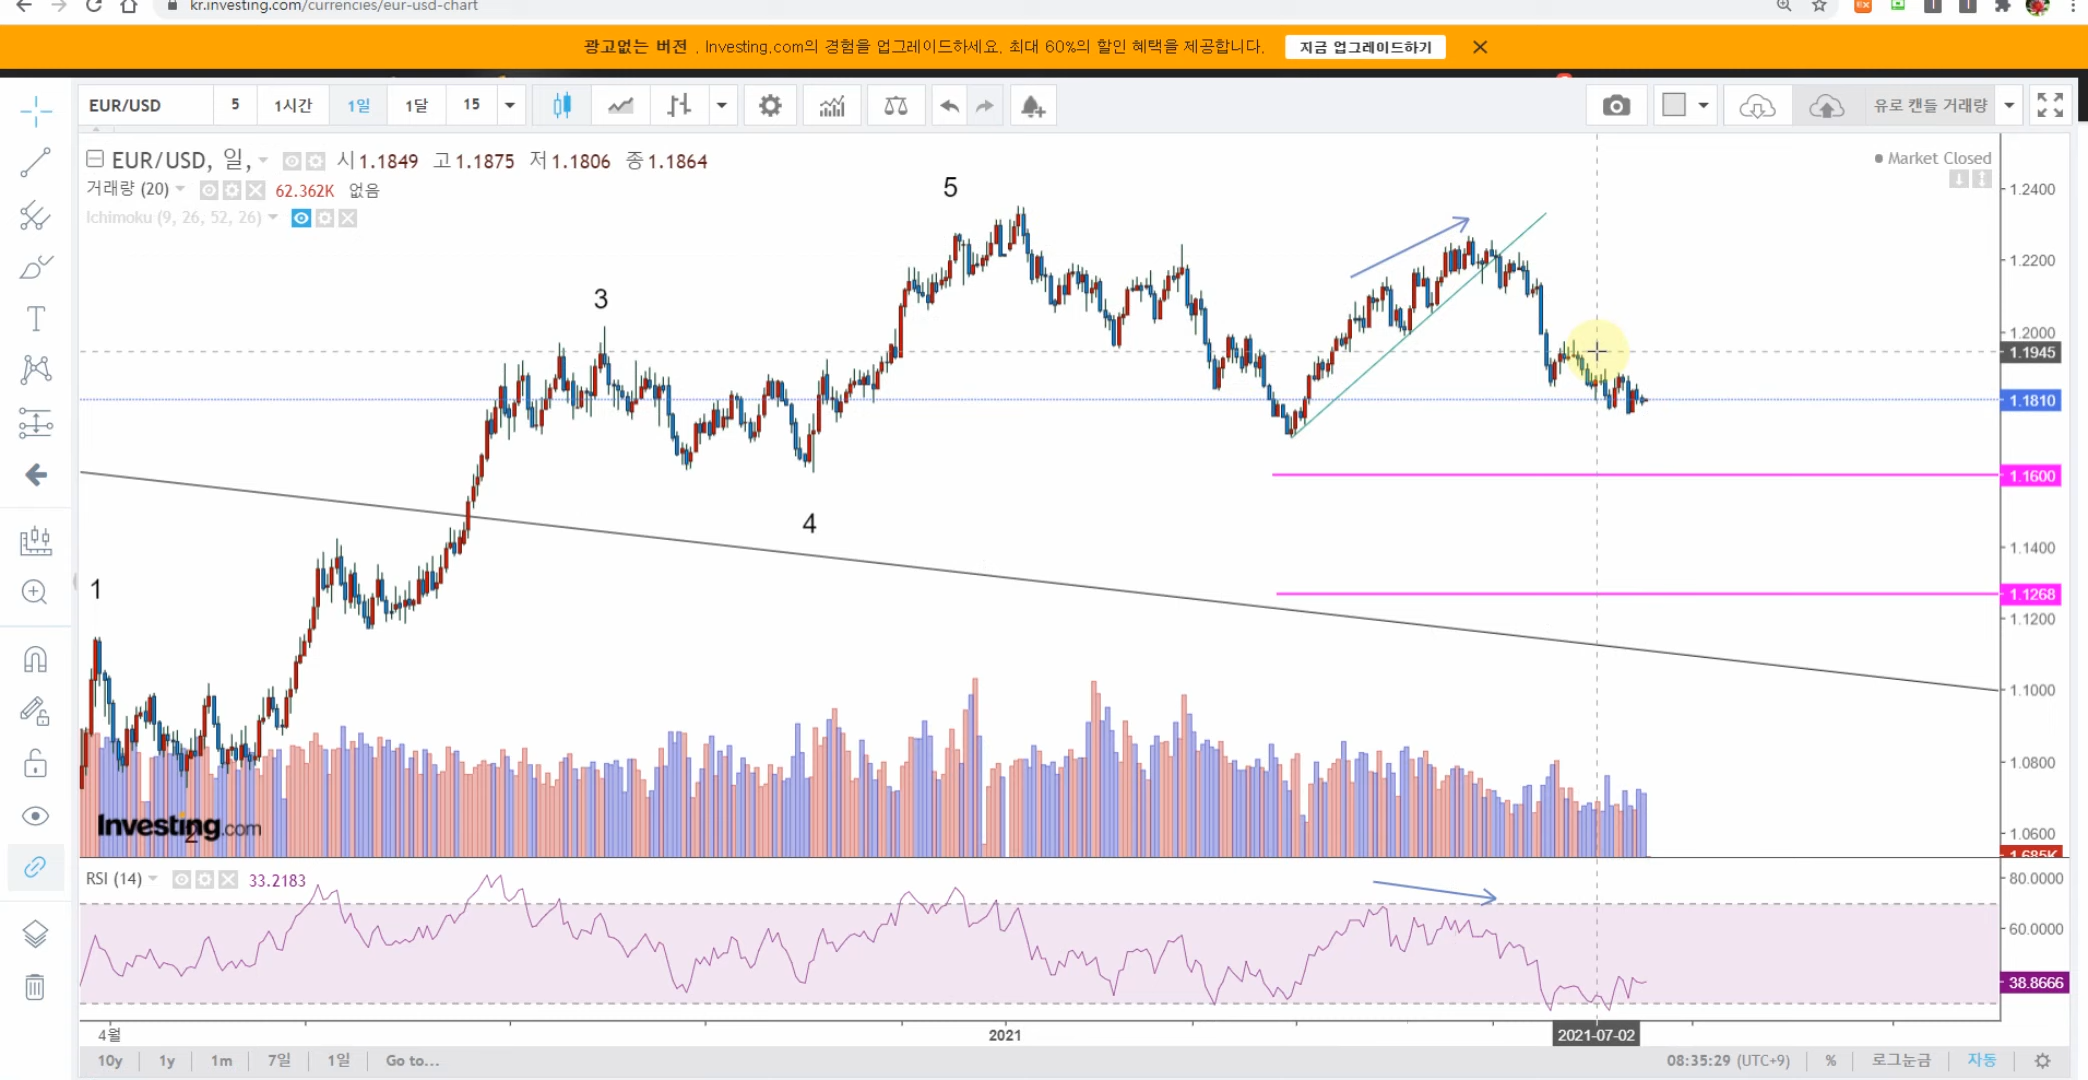 kr.investing.com/currencies/eur-usd-chart
광고없는 버전 . Investing.com의 경험을 업그레이드하세요. 최대 60%의 할인 혜택을 제공합니다. 지금 업그레이드하기
EUR/USD 5 1시간 1일 1달 15 유로 캔들 거래량
EUR/USD, 일, 시1.1849 고1.1875 저1.1806 종1.1864
Market Closed
거래량 (20) 62.362K 없음
Ichimoku (9, 26, 52, 26)
5
3
4
1
2
1.2400
1.2200
1.2000
1.1945
1.1810
1.1600
1.1400
1.1268
1.1200
1.1000
1.0800
1.0600
1.685K
Investing.com
RSI (14) 33.2183
80.0000
60.0000
38.8666
4월 2021 2021-07-02
10y 1y 1m 7일 1일 Go to... 08:35:29 (UTC+9) % 로그눈금 자동